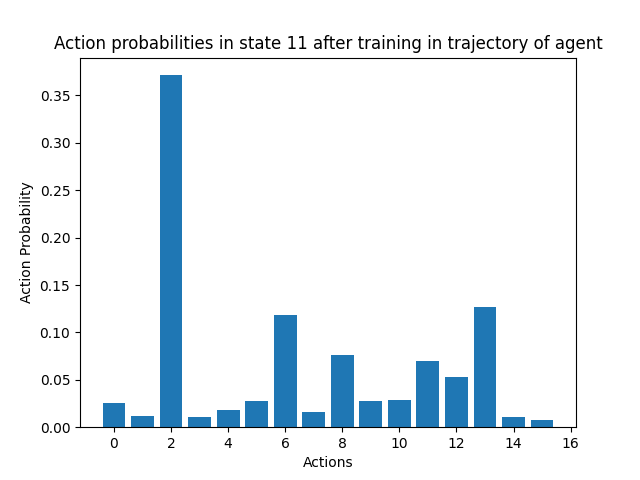 Action probabilities in state 11 after training in trajectory of agent
0.35
0.30
0.25
0.20
0.15
0.10
0.05
0.00
Action Probability
0 2 4 6 8 10 12 14 16
Actions